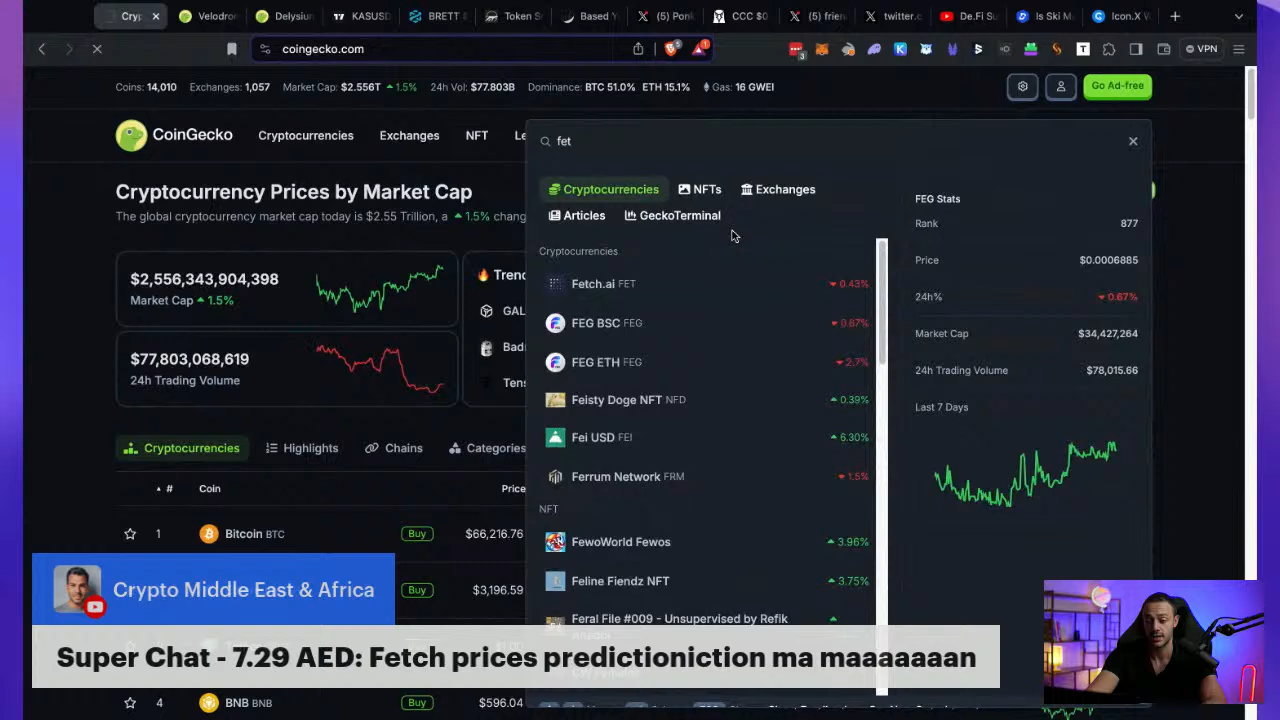 Cryp
Velodrom
Delysium
KASUSD
BRETT
Token S
Based Y
(5) Ponk
CCC $0
(5) frien
twitter.c
De.Fi Su
Is Ski M
Icon.X W
coingecko.com
VPN
Coins: 14,010 Exchanges: 1,057 Market Cap: $2.556T 1.5% 24h Vol: $77.803B Dominance: BTC 51.0% ETH 15.1% Gas: 16 GWEI
Go Ad-free
CoinGecko Cryptocurrencies Exchanges NFT Le
fet
Cryptocurrencies NFTs Exchanges
Articles GeckoTerminal
Cryptocurrency Prices by Market Cap
The global cryptocurrency market cap today is $2.55 Trillion, a 1.5% chang
$2,556,343,904,398
Market Cap 1.5%
$77,803,068,619
24h Trading Volume
Trend
GAL
Bad
Tens
Cryptocurrencies
Fetch.ai FET 0.43%
FEG BSC FEG 0.67%
FEG ETH FEG 2.7%
Feisty Doge NFT NFD 0.39%
Fei USD FEI 6.30%
Ferrum Network FRM 1.5%
NFT
FewoWorld Fewos 3.96%
Feline Fiendz NFT 3.75%
Feral File #009 - Unsupervised by Refik
FEG Stats
Rank 877
Price $0.0006885
24h% 0.67%
Market Cap $34,427,264
24h Trading Volume $78,015.66
Last 7 Days
Cryptocurrencies Highlights Chains Categories
# Coin Price
1 Bitcoin BTC Buy $66,216.76
Buy $3,196.59
4 BNB BNB Buy $596.04
Crypto Middle East & Africa
Super Chat - 7.29 AED: Fetch prices predictioniction ma maaaaaaan